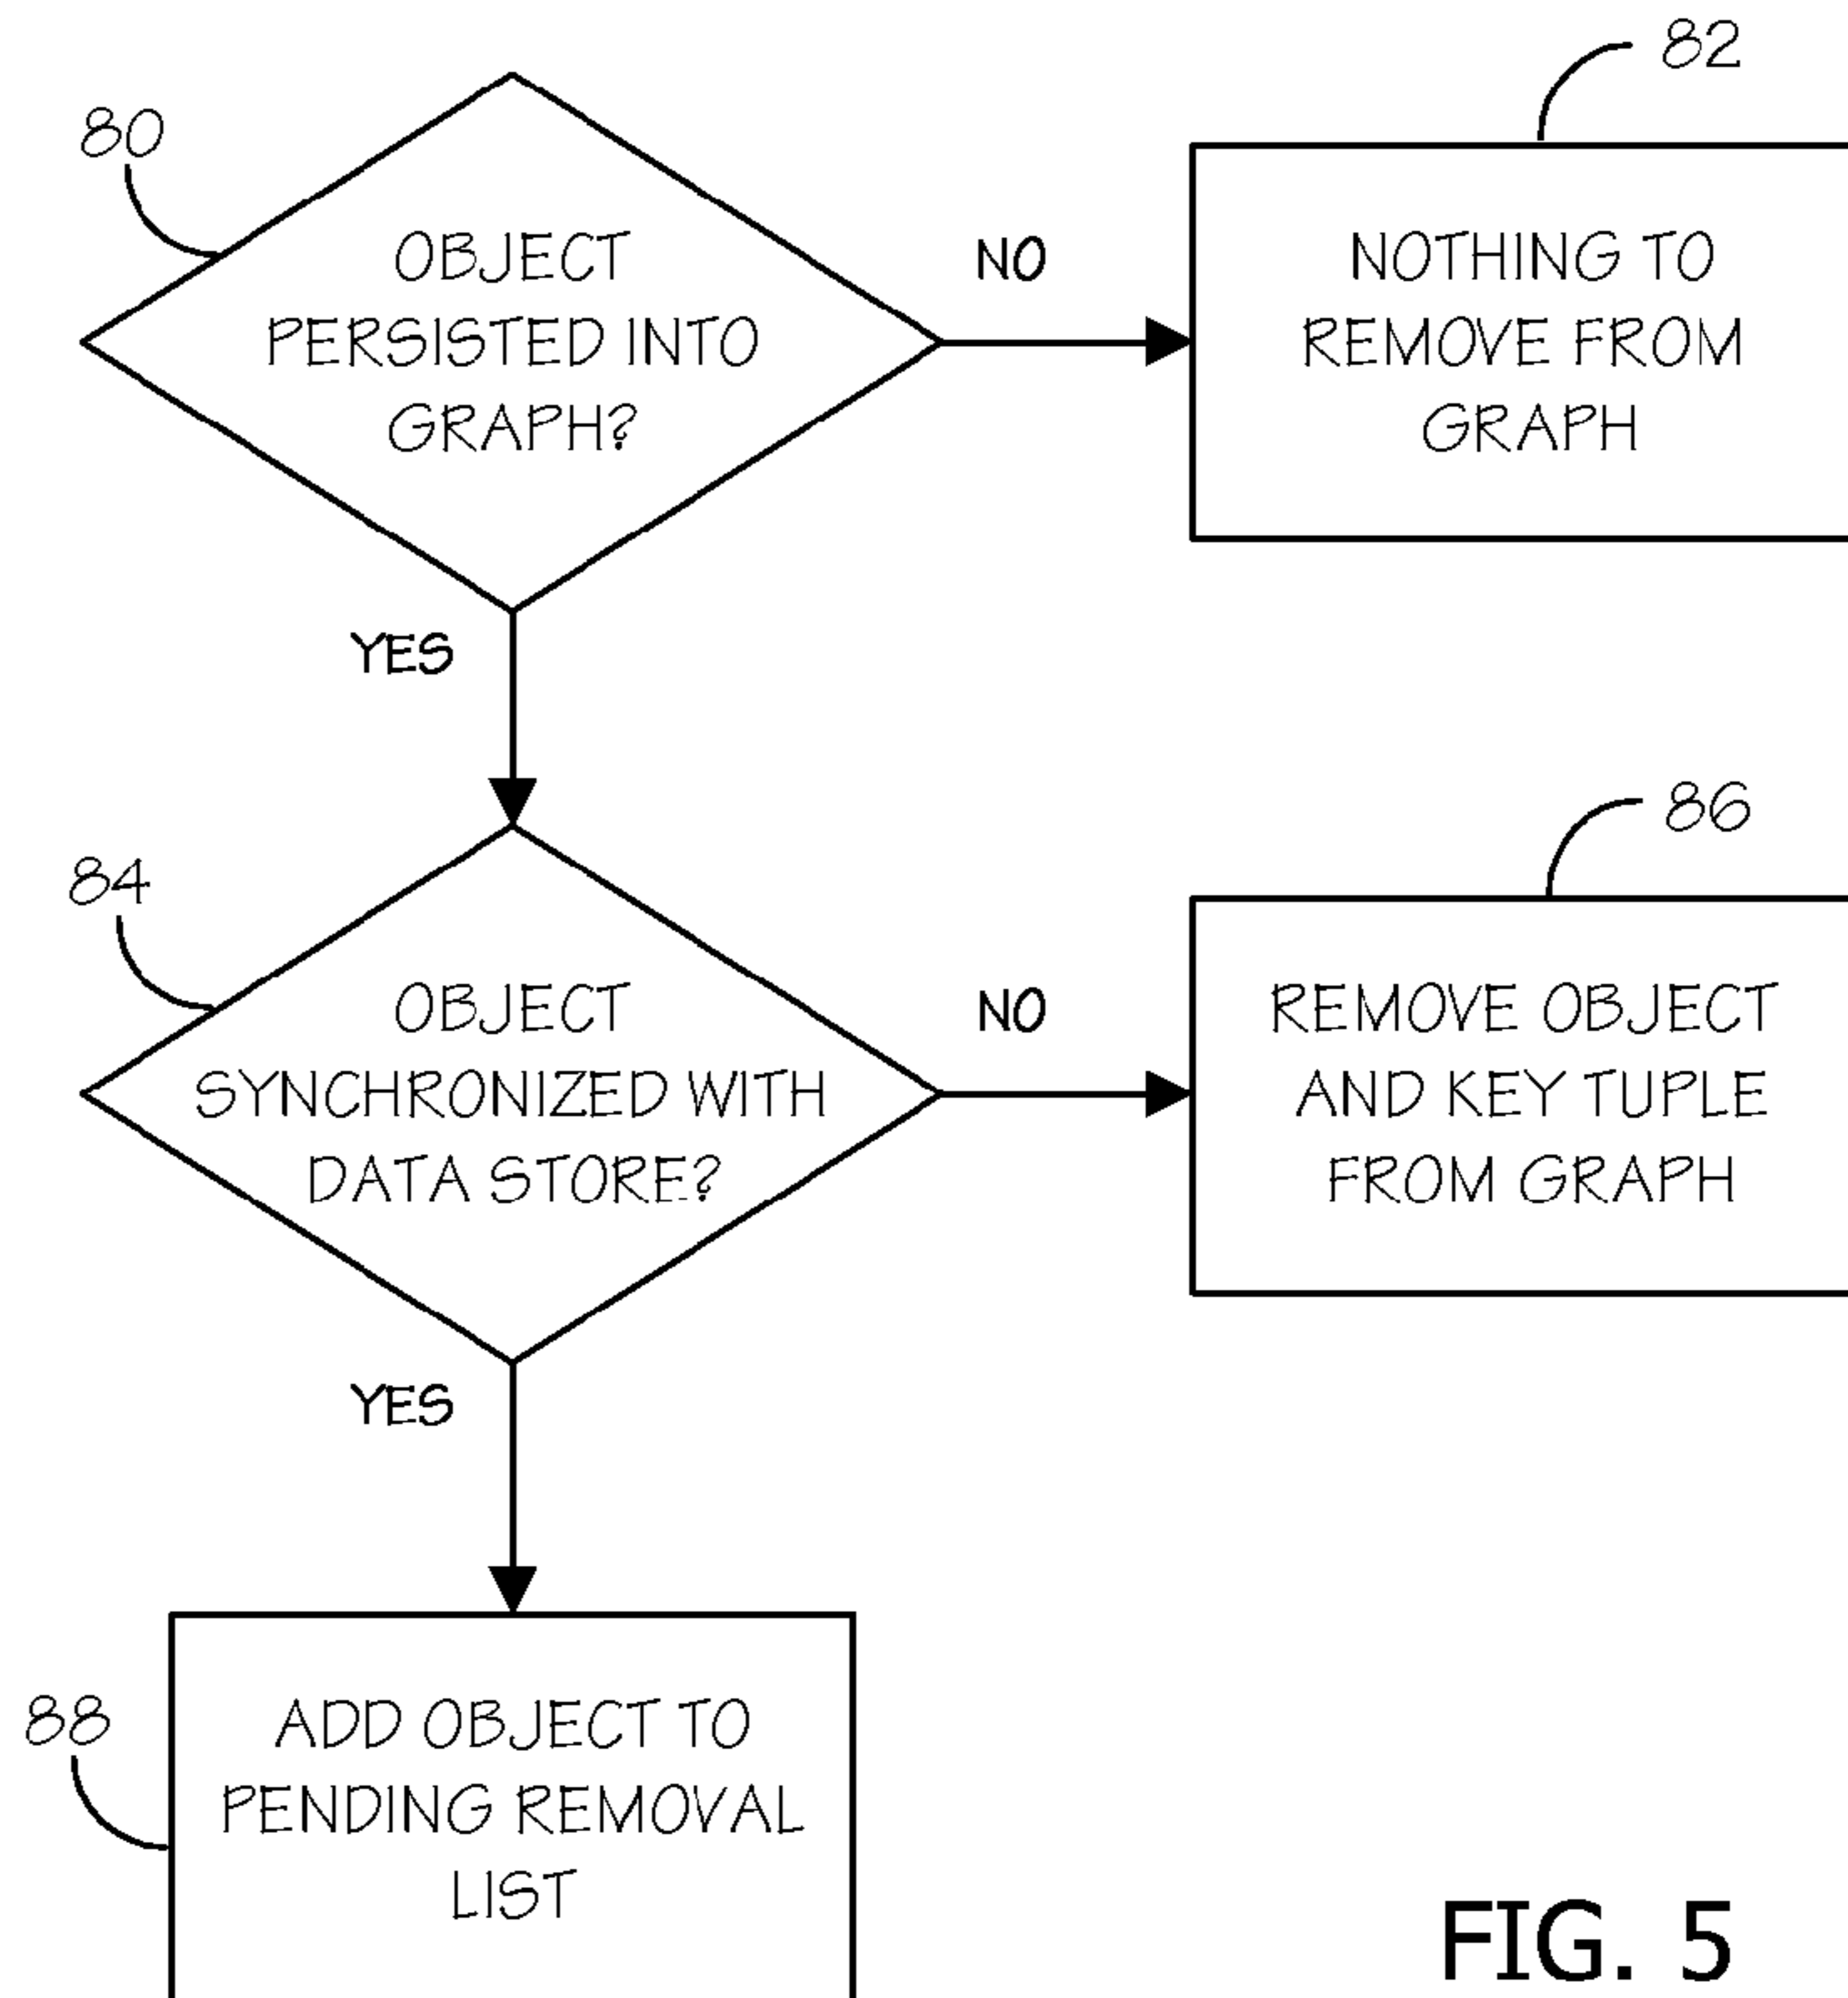 80
OBJECT
PERSISTED INTO
GRAPH?
NO
82
NOTHING TO
REMOVE FROM
GRAPH
YES
84
OBJECT
SYNCHRONIZED WITH
DATA STORE?
NO
86
REMOVE OBJECT
AND KEY TUPLE
FROM GRAPH
YES
88
ADD OBJECT TO
PENDING REMOVAL
LIST
FIG. 5